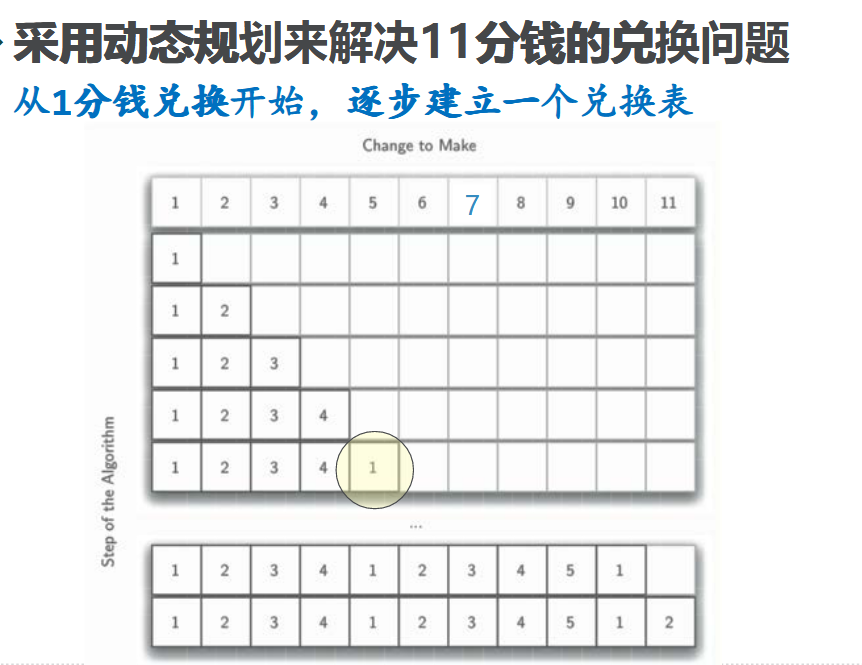 采用动态规划来解决11分钱的兑换问题
从1分钱兑换开始，逐步建立一个兑换表
Change to Make
1 2 3 4 5 6 7 8 9 10 11
1
1 2
1 2 3
1 2 3 4
1 2 3 4 1
Step of the Algorithm
...
1 2 3 4 1 2 3 4 5 1
1 2 3 4 1 2 3 4 5 1 2